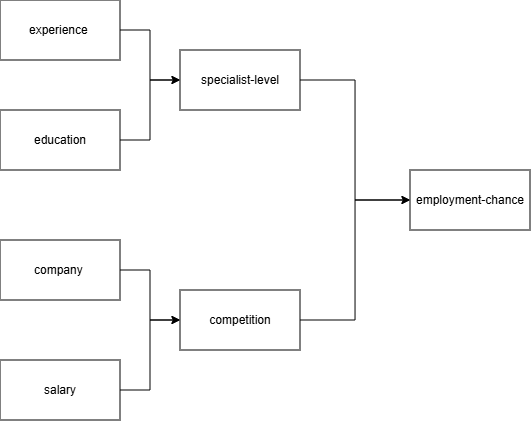 experience
education
specialist-level
company
salary
competition
employment-chance